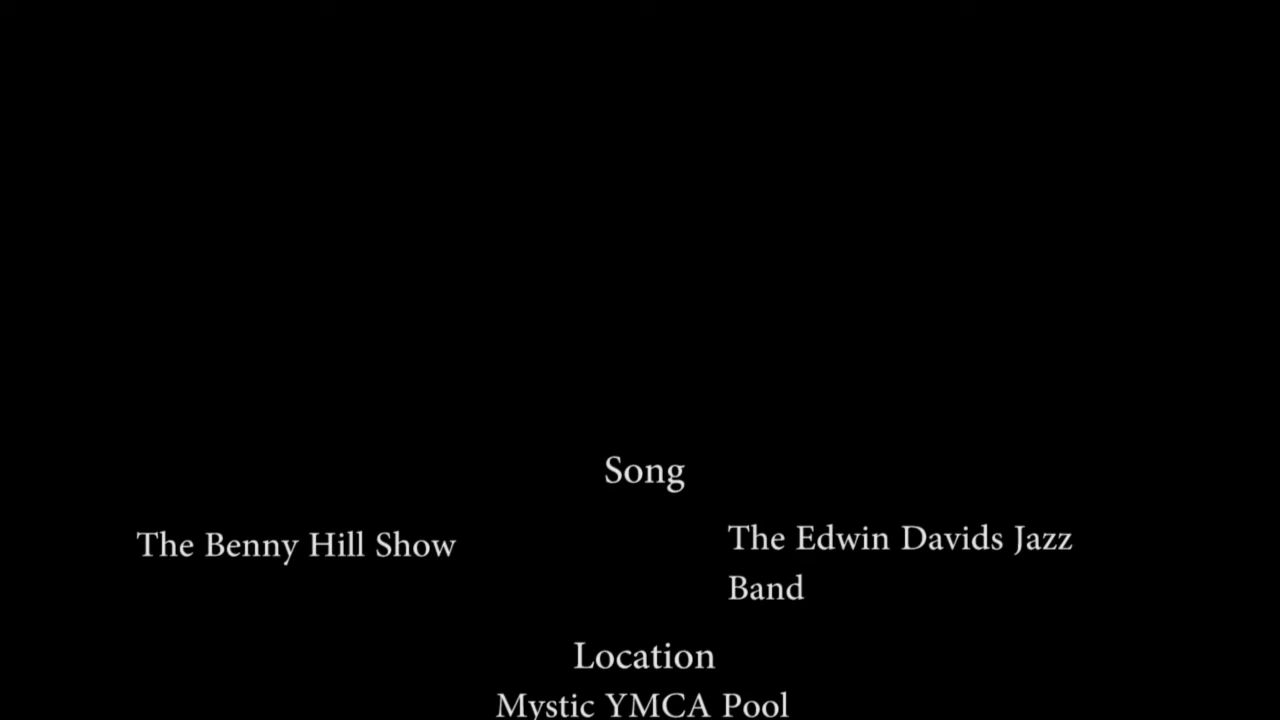 Song
The Benny Hill Show
The Edwin Davids Jazz
Band
Location
Mystic YMCA Pool